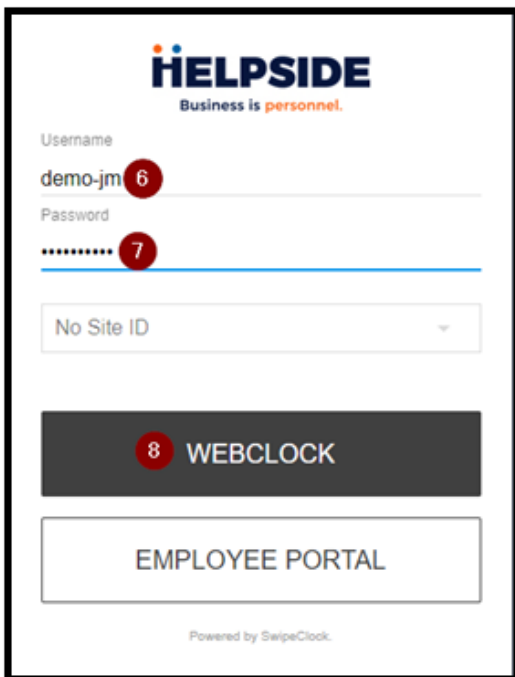 HELPSIDE
Business is personnel.
Username
demo-jm 6
Password
•••••••••• 7
No Site ID
8 WEBCLOCK
EMPLOYEE PORTAL
Powered by SwipeClock.